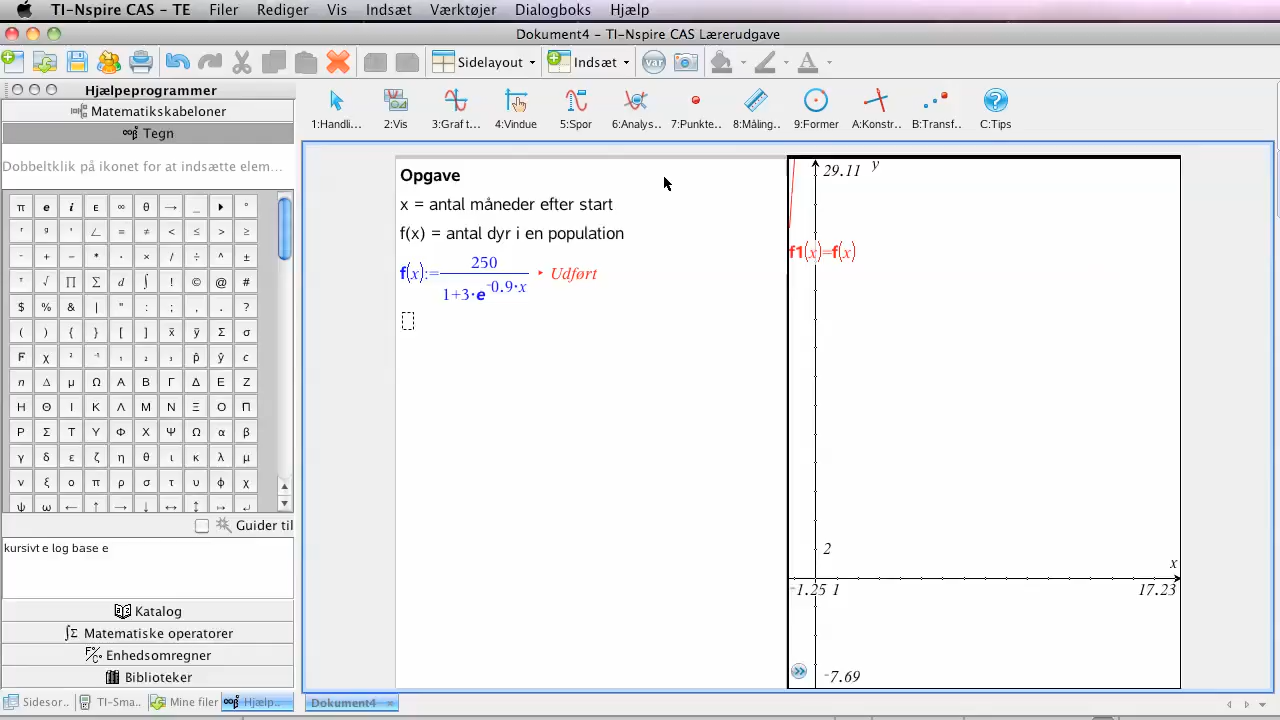 TI-Nspire CAS - TE Filer Rediger Vis Indsæt Værktøjer Dialogboks Hjælp
Dokument4 – TI-Nspire CAS Lærerudgave
Sidelayout Indsæt var
Hjælpeprogrammer
Matematikskabeloner
Tegn
Dobbeltklik på ikonet for at indsætte elem...
1:Handli.. 2:Vis 3:Graf t... 4:Vindue 5:Spor 6:Analys.. 7:Punkte.. 8:Måling.. 9:Former A:Konstr.. B:Transf.. C:Tips
Opgave
x = antal måneder efter start
f(x) = antal dyr i en population
f(x):=250/(1+3·e^(-0.9·x)) ▸ Udført
29.11 y
f1(x)=f(x)
2
x
-1.25 1 17.23
-7.69
Guider til
kursivt e log base e
Katalog
Matematiske operatorer
Enhedsomregner
Biblioteker
Sidesor.. TI-Sma.. Mine filer Hjælp..
Dokument4